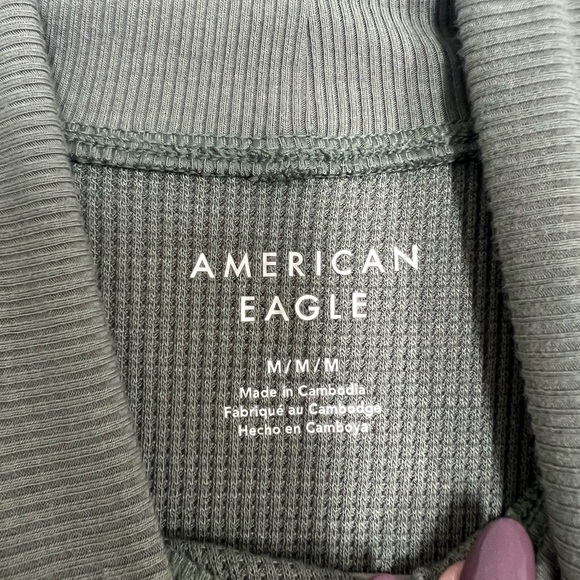 AMERICAN
EAGLE
M/M/M
Made in Cambodia
Fabriqué au Cambodge
Hecho en Camboya